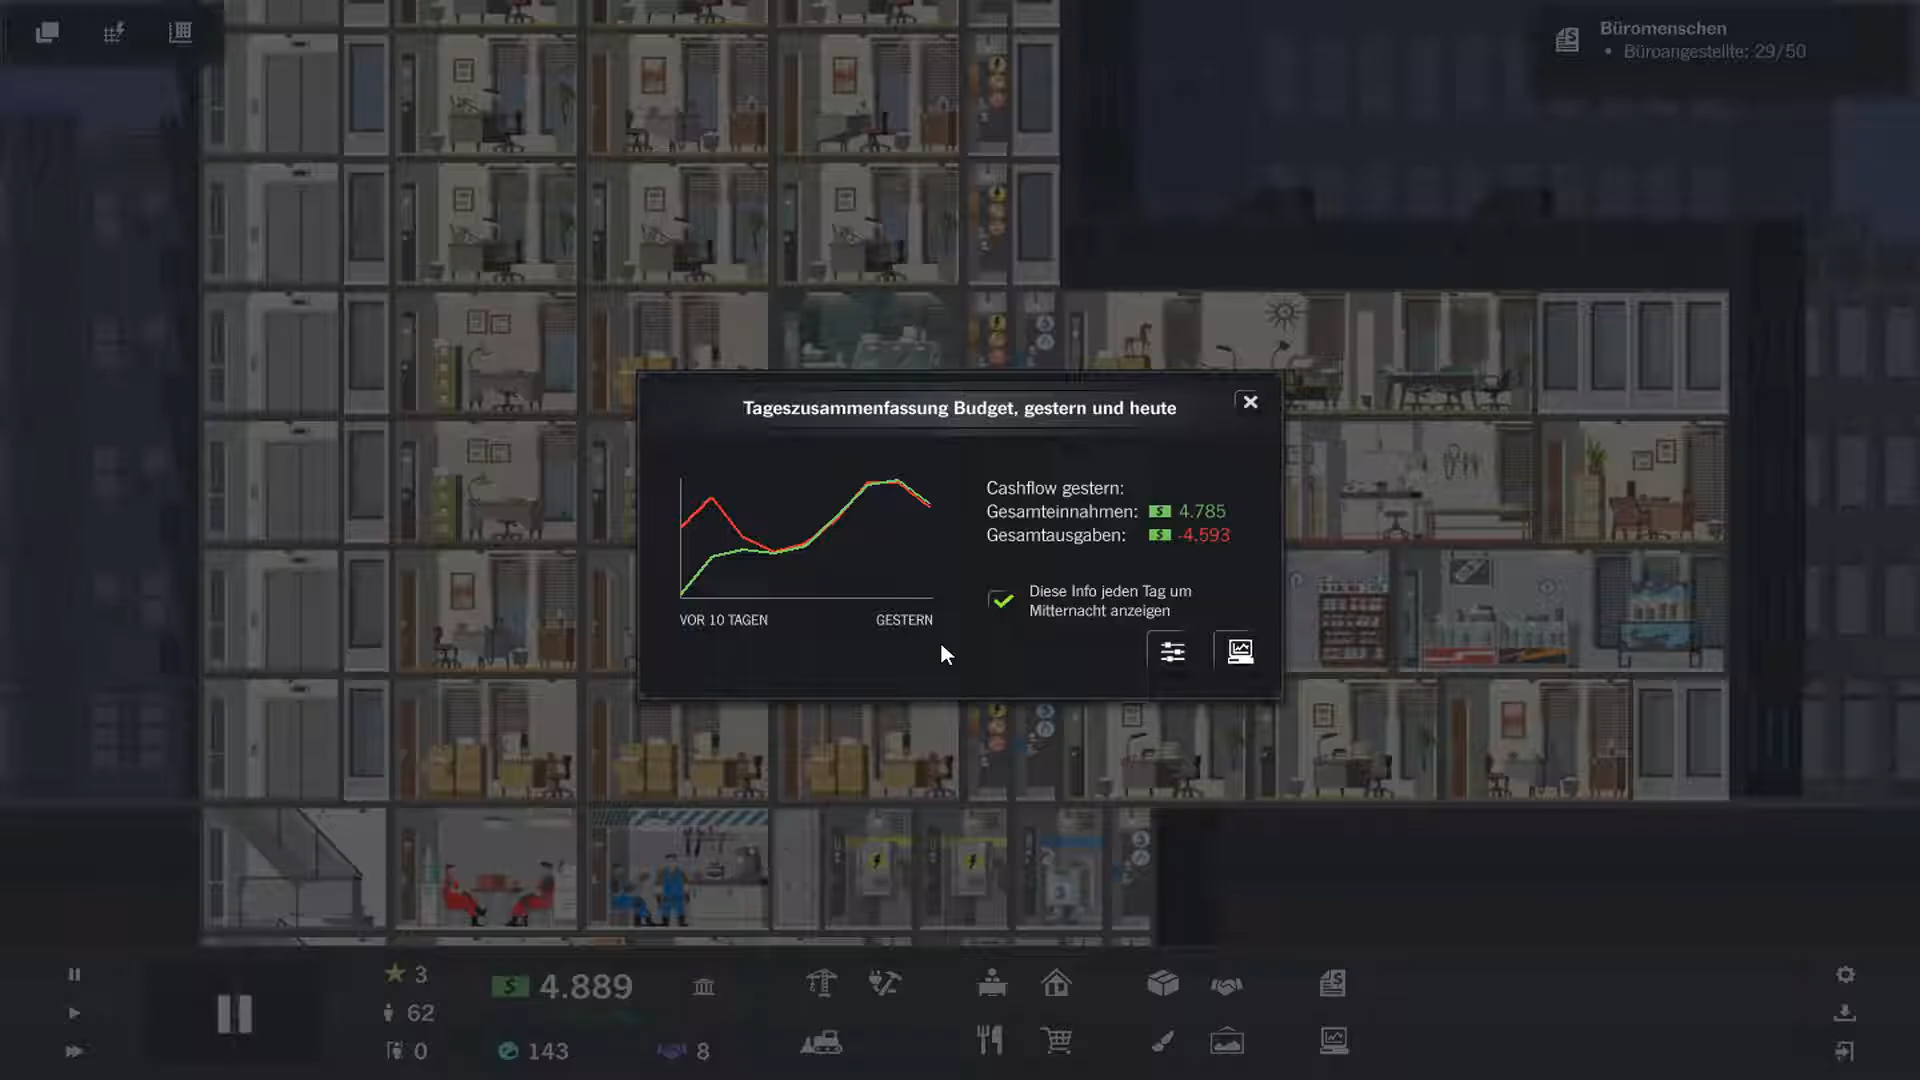 Büromenschen
• Büroangestellte: 29/50
Tageszusammenfassung Budget, gestern und heute
Cashflow gestern:
Gesamteinnahmen: $ 4.785
Gesamtausgaben: $ -4.593
Diese Info jeden Tag um
Mitternacht anzeigen
VOR 10 TAGEN GESTERN
3
$ 4.889
62
0
143
8